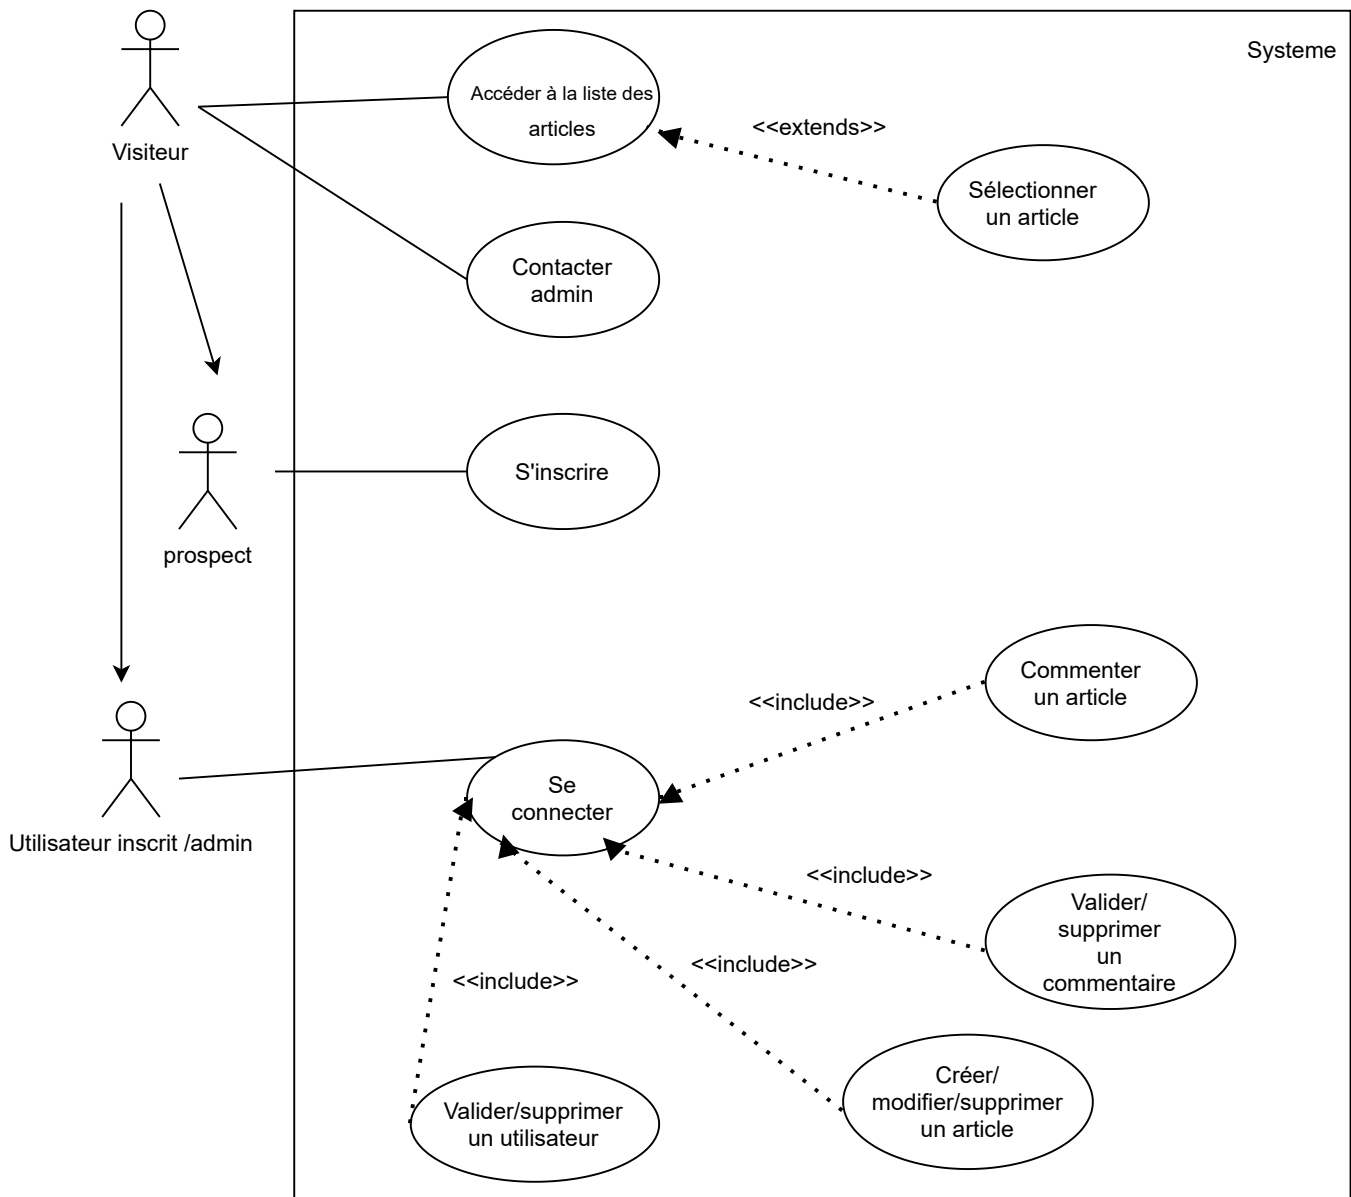 Systeme
Accéder à la liste des
articles
<<extends>>
Visiteur
Sélectionner
un article
Contacter
admin
S'inscrire
prospect
Commenter
un article
<<include>>
Se
connecter
Utilisateur inscrit /admin
<<include>>
Valider/
supprimer
un
commentaire
<<include>>
<<include>>
Créer/
modifier/supprimer
un article
Valider/supprimer
un utilisateur